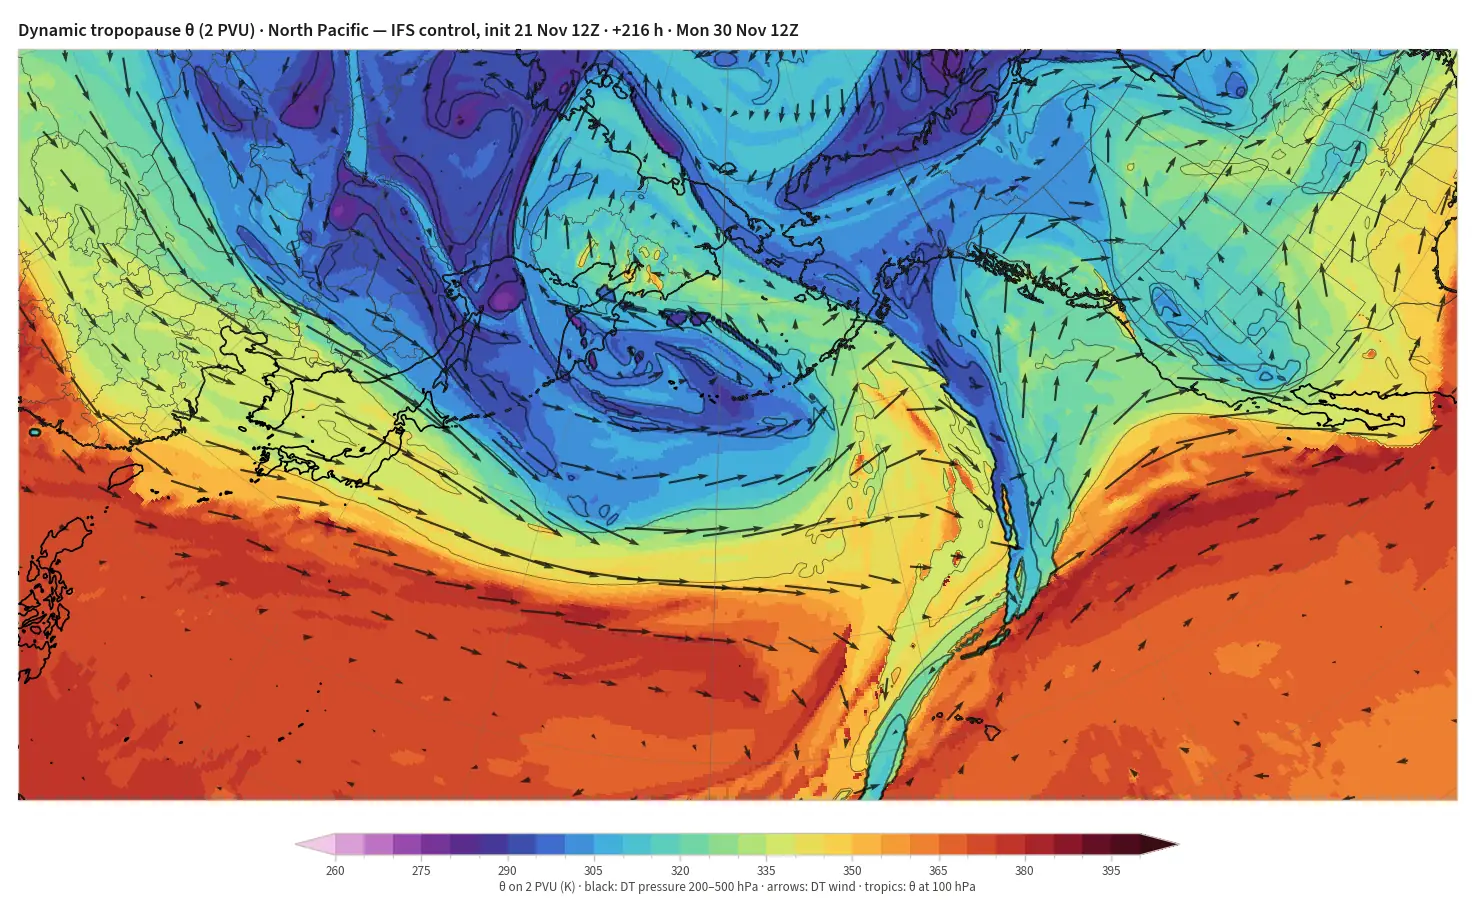 Dynamic tropopause θ (2 PVU) · North Pacific — IFS control, init 21 Nov 12Z · +216 h · Mon 30 Nov 12Z
260 275 290 305 320 335 350 365 380 395
θ on 2 PVU (K) · black: DT pressure 200–500 hPa · arrows: DT wind · tropics: θ at 100 hPa